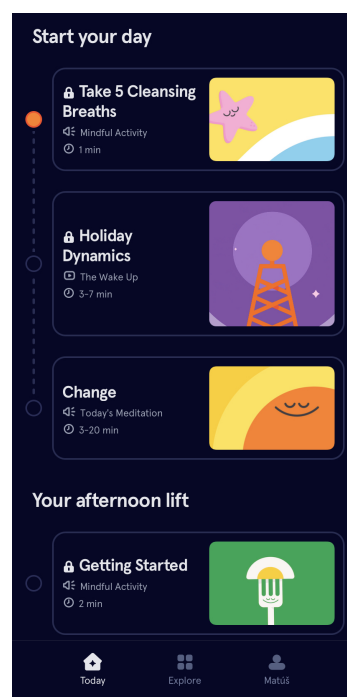 Start your day
Take 5 Cleansing
Breaths
Mindful Activity
1 min
Holiday
Dynamics
The Wake Up
3-7 min
Change
Today's Meditation
3-20 min
Your afternoon lift
Getting Started
Mindful Activity
2 min
Today
Explore
Matúš